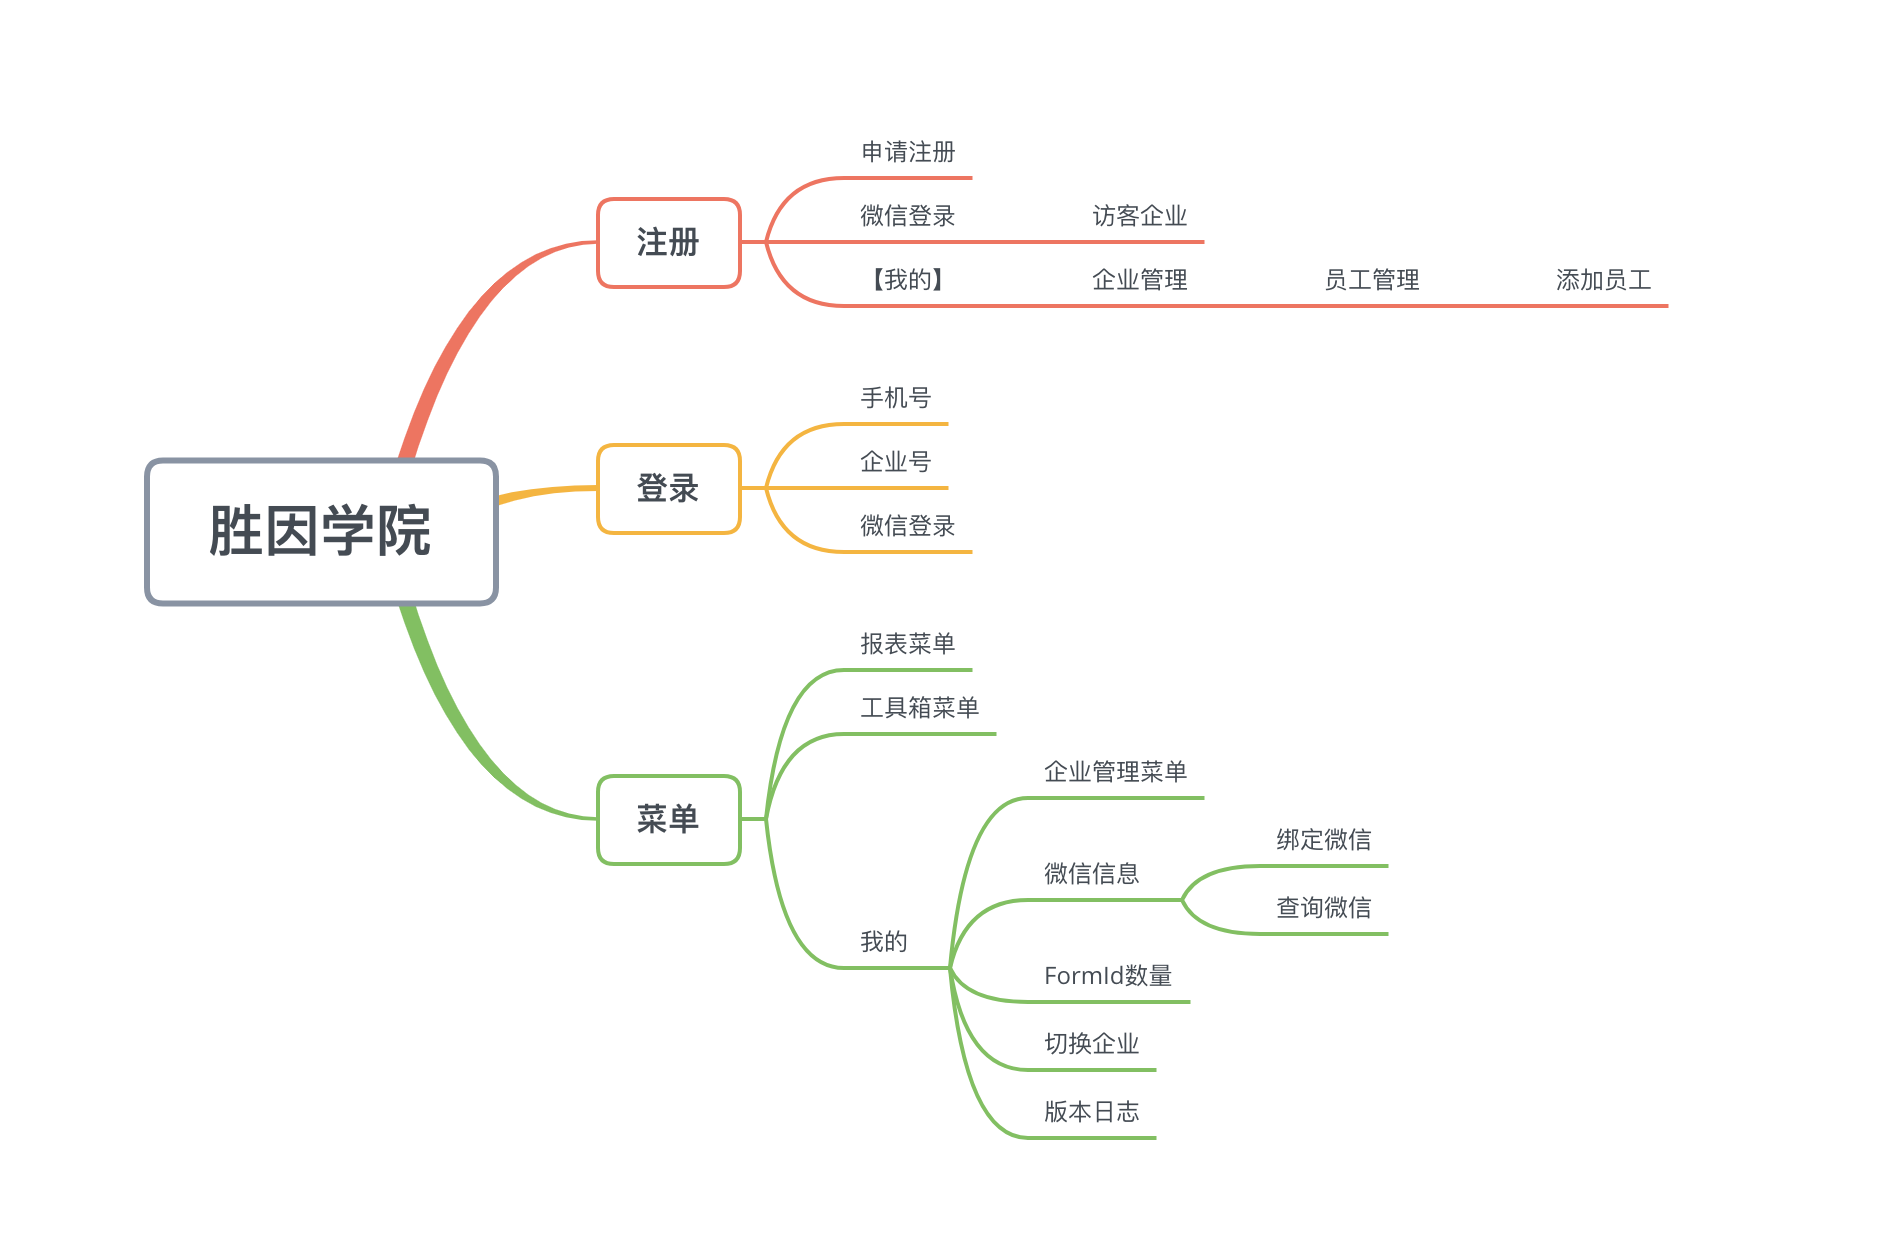 胜因学院
注册
申请注册
微信登录 访客企业
【我的】 企业管理 员工管理 添加员工
登录
手机号
企业号
微信登录
菜单
报表菜单
工具箱菜单
我的
企业管理菜单
微信信息
绑定微信
查询微信
FormId数量
切换企业
版本日志